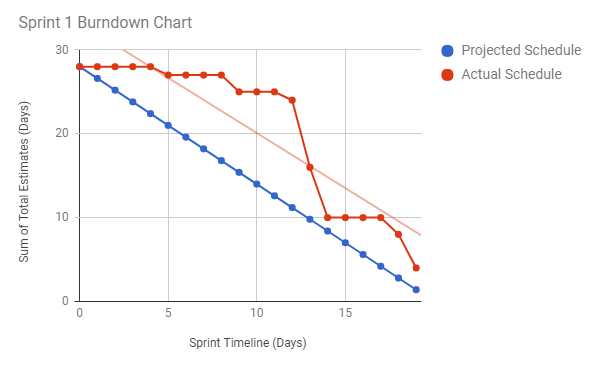 Sprint 1 Burndown Chart
Projected Schedule
Actual Schedule
Sum of Total Estimates (Days)
30
20
10
0
0 5 10 15
Sprint Timeline (Days)